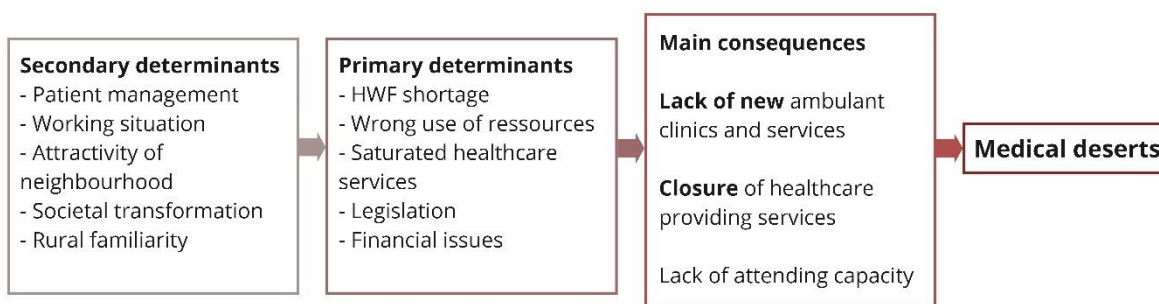 Secondary determinants
- Patient management
- Working situation
- Attractivity of
neighbourhood
- Societal transformation
- Rural familiarity
Primary determinants
- HWF shortage
- Wrong use of ressources
- Saturated healthcare
services
- Legislation
- Financial issues
Main consequences
Lack of new ambulant
clinics and services
Closure of healthcare
providing services
Lack of attending capacity
Medical deserts